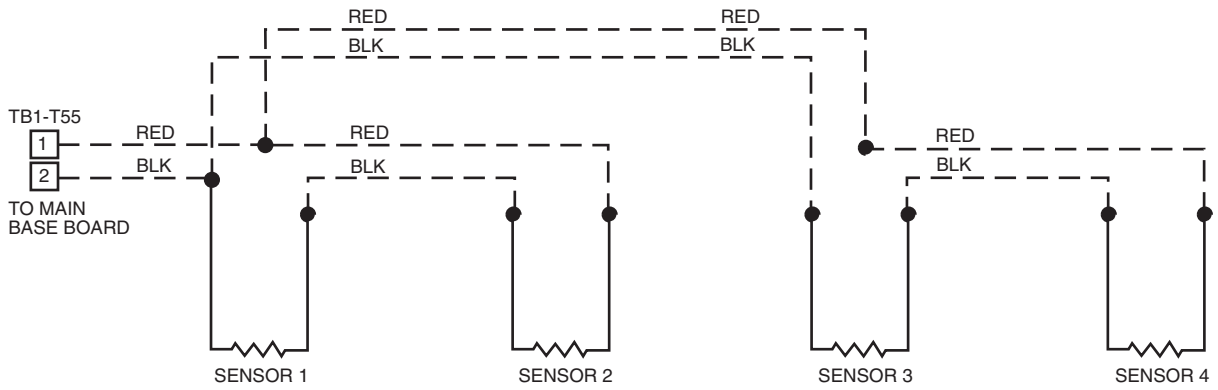 RED
RED
BLK
BLK
TB1-T55
1
RED
RED
RED
2
BLK
BLK
BLK
TO MAIN
BASE BOARD
SENSOR 1
SENSOR 2
SENSOR 3
SENSOR 4